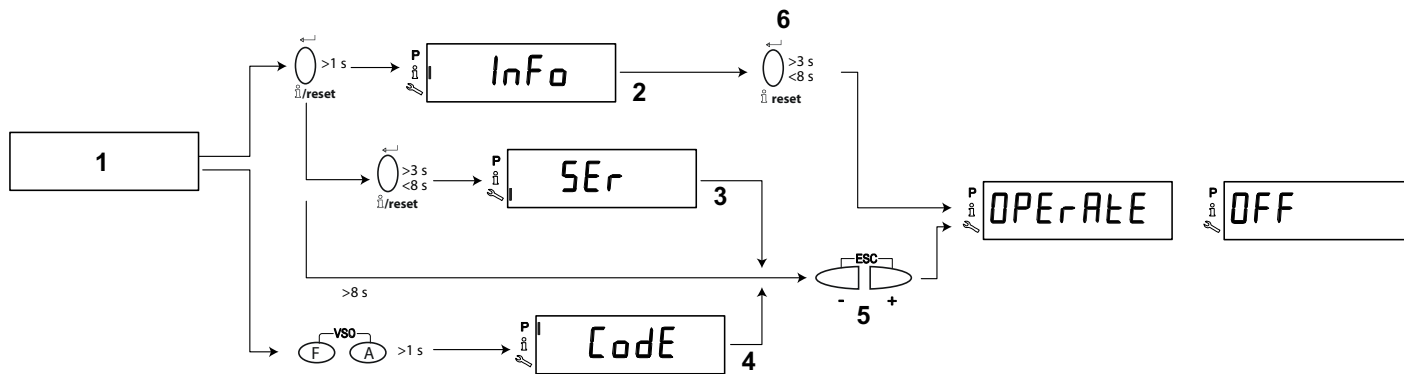 6
P
>1 s
InFo
>3 s
<8 s
i/reset
2
i reset
1
>3 s
<8 s
P
SEr
i/reset
3
P
OPErAtE
P
OFF
ESC
>8 s
- +
5
VSO
F A >1 s
P
CodE
4